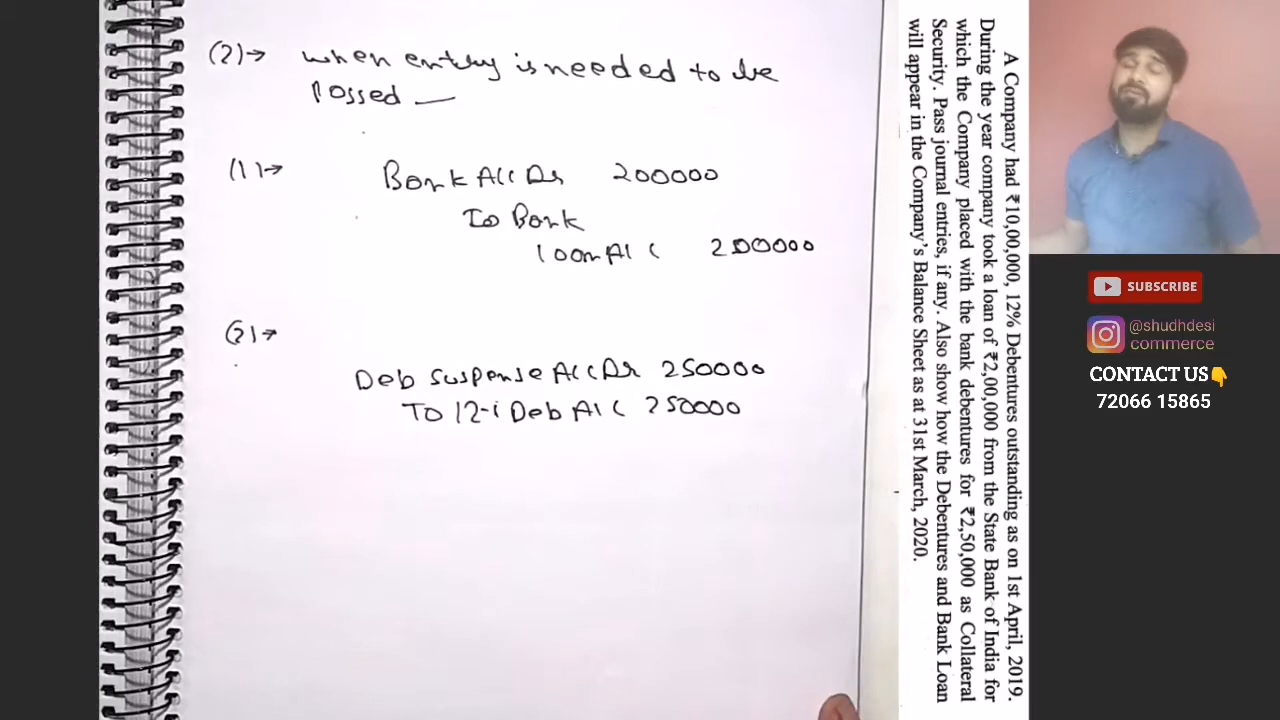 (2)→ when entry is needed to be
Passed —
(1)→ Bank A/c Dr 200000
To Bank
loan A/c 200000
(2)→
Deb Suspense A/c Dr 250000
To 12% Deb A/c 250000
A Company had ₹10,00,000, 12% Debentures outstanding as on 1st April, 2019.
During the year company took a loan of ₹2,00,000 from the State Bank of India for
which the Company placed with the bank debentures for ₹2,50,000 as Collateral
Security. Pass journal entries, if any. Also show how the Debentures and Bank Loan
will appear in the Company's Balance Sheet as at 31st March, 2020.
SUBSCRIBE
@shudhdesi
commerce
CONTACT US👇
72066 15865